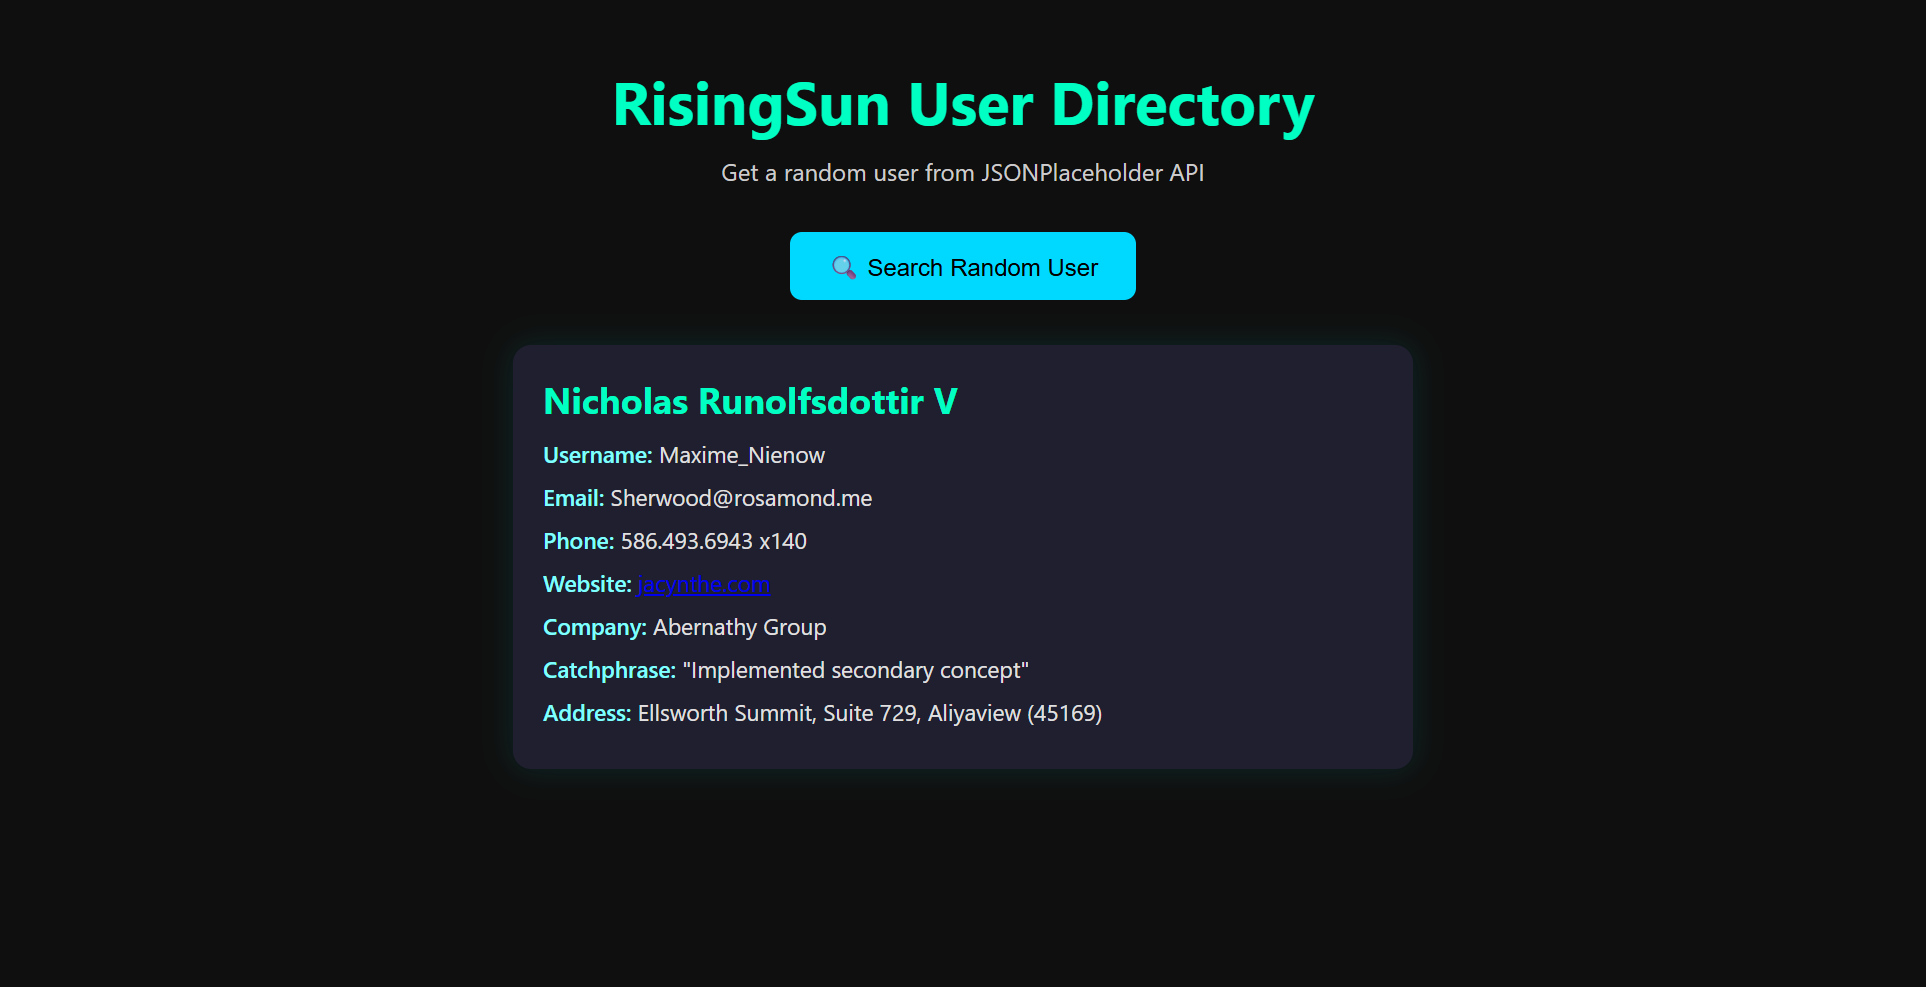 RisingSun User Directory
Get a random user from JSONPlaceholder API
🔍 Search Random User
Nicholas Runolfsdottir V
Username: Maxime_Nienow
Email: Sherwood@rosamond.me
Phone: 586.493.6943 x140
Website: jacynthe.com
Company: Abernathy Group
Catchphrase: "Implemented secondary concept"
Address: Ellsworth Summit, Suite 729, Aliyaview (45169)